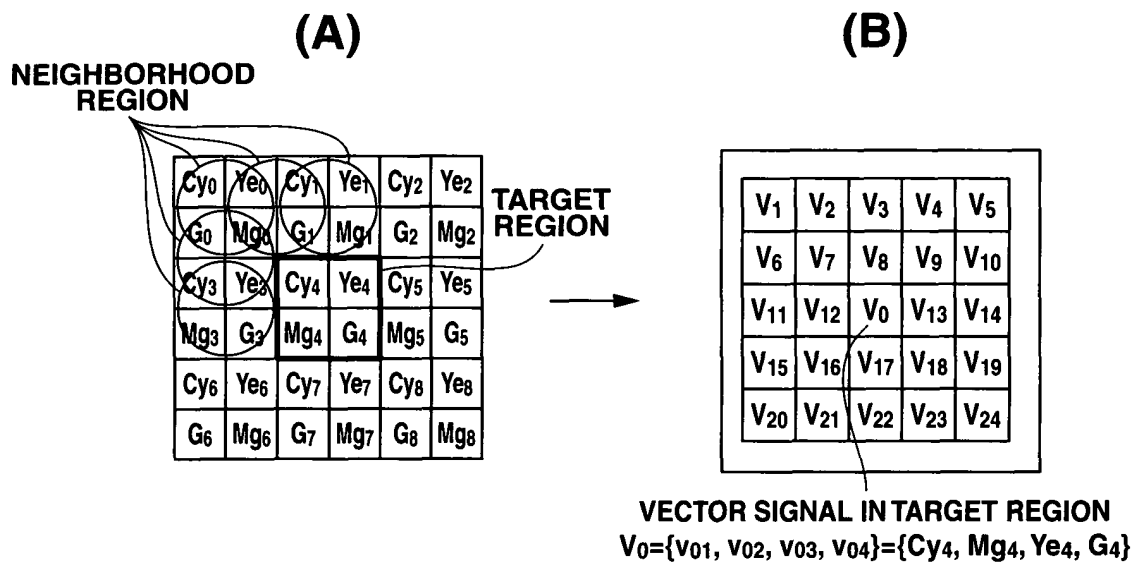 (A)
(B)
NEIGHBORHOOD
REGION
TARGET
REGION
Cy0 Ye0 Cy1 Ye1 Cy2 Ye2
G0 Mg0 G1 Mg1 G2 Mg2
Cy3 Ye3 Cy4 Ye4 Cy5 Ye5
Mg3 G3 Mg4 G4 Mg5 G5
Cy6 Ye6 Cy7 Ye7 Cy8 Ye8
G6 Mg6 G7 Mg7 G8 Mg8
V1 V2 V3 V4 V5
V6 V7 V8 V9 V10
V11 V12 V0 V13 V14
V15 V16 V17 V18 V19
V20 V21 V22 V23 V24
VECTOR SIGNAL IN TARGET REGION
V0={v01, v02, v03, v04}={Cy4, Mg4, Ye4, G4}